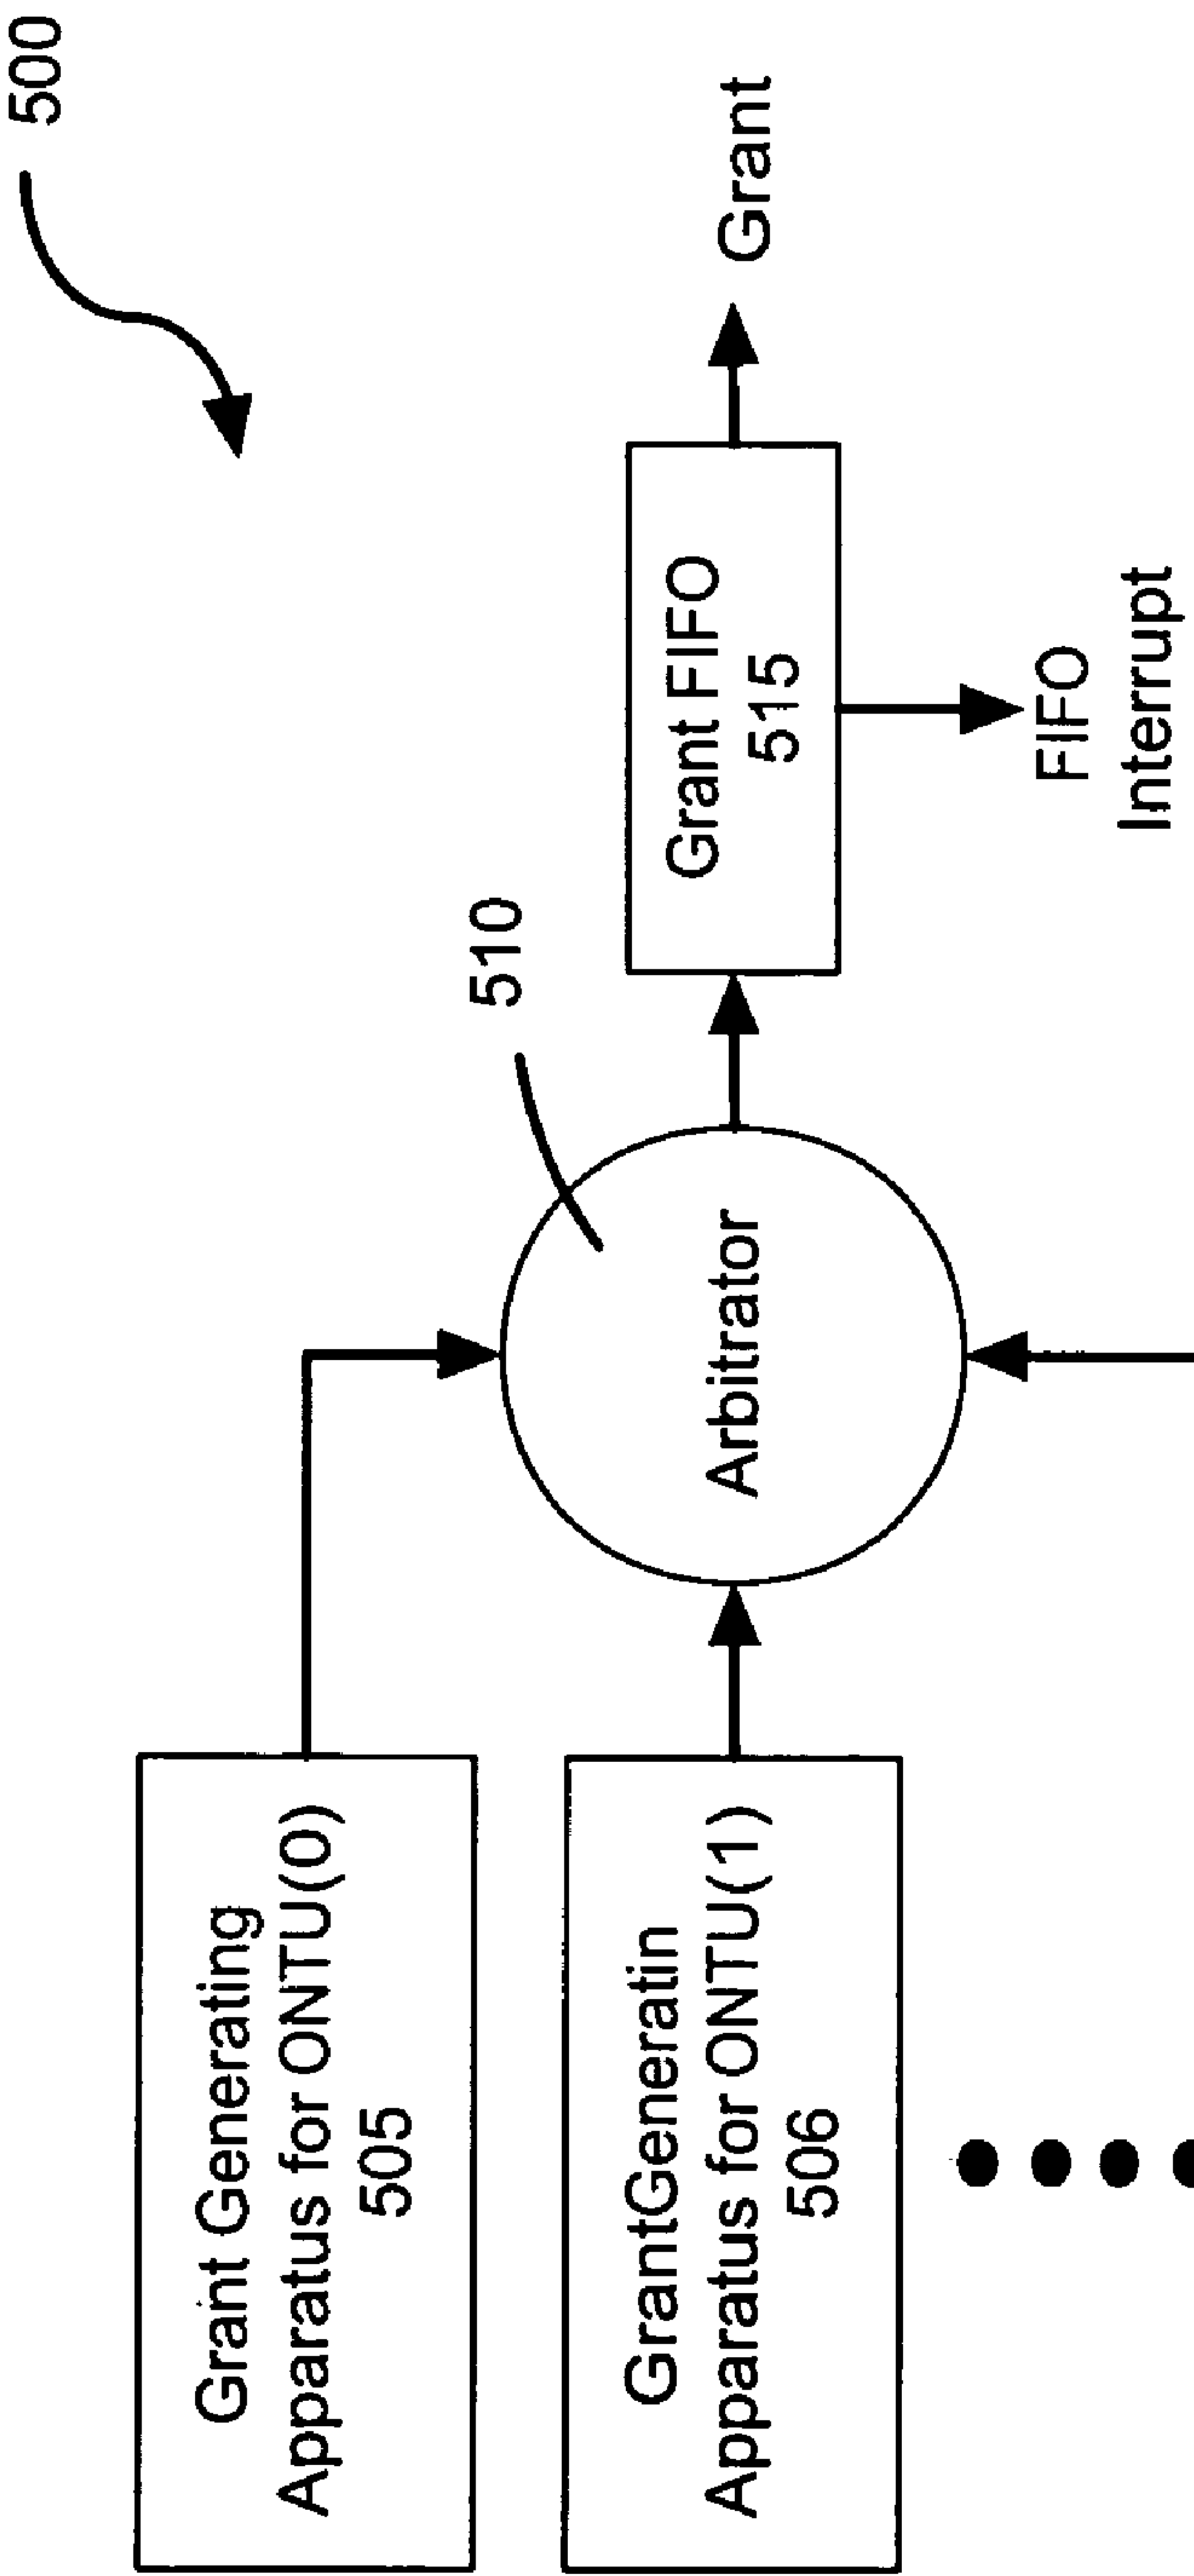 500
Grant Generating
Apparatus for ONTU(0)
505
510
Arbitrator
Grant FIFO
515
Grant
GrantGeneratin
Apparatus for ONTU(1)
506
FIFO
Interrupt